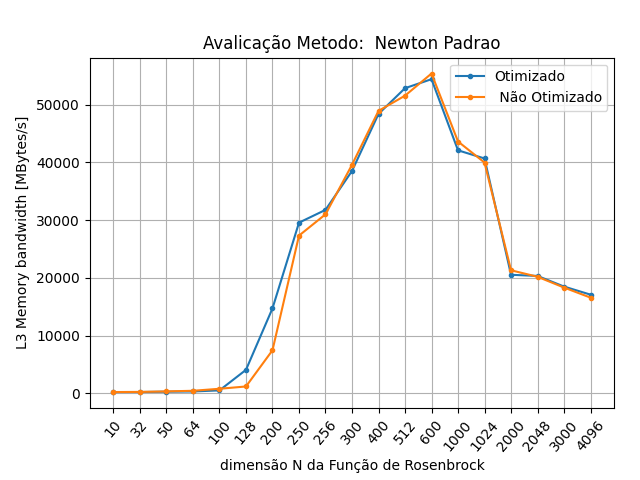 Avalicação Metodo:  Newton Padrao
Otimizado
Não Otimizado
L3 Memory bandwidth [MBytes/s]
50000
40000
30000
20000
10000
0
10 32 50 64 100 128 200 250 256 300 400 512 600 1000 1024 2000 2048 3000 4096
dimensão N da Função de Rosenbrock